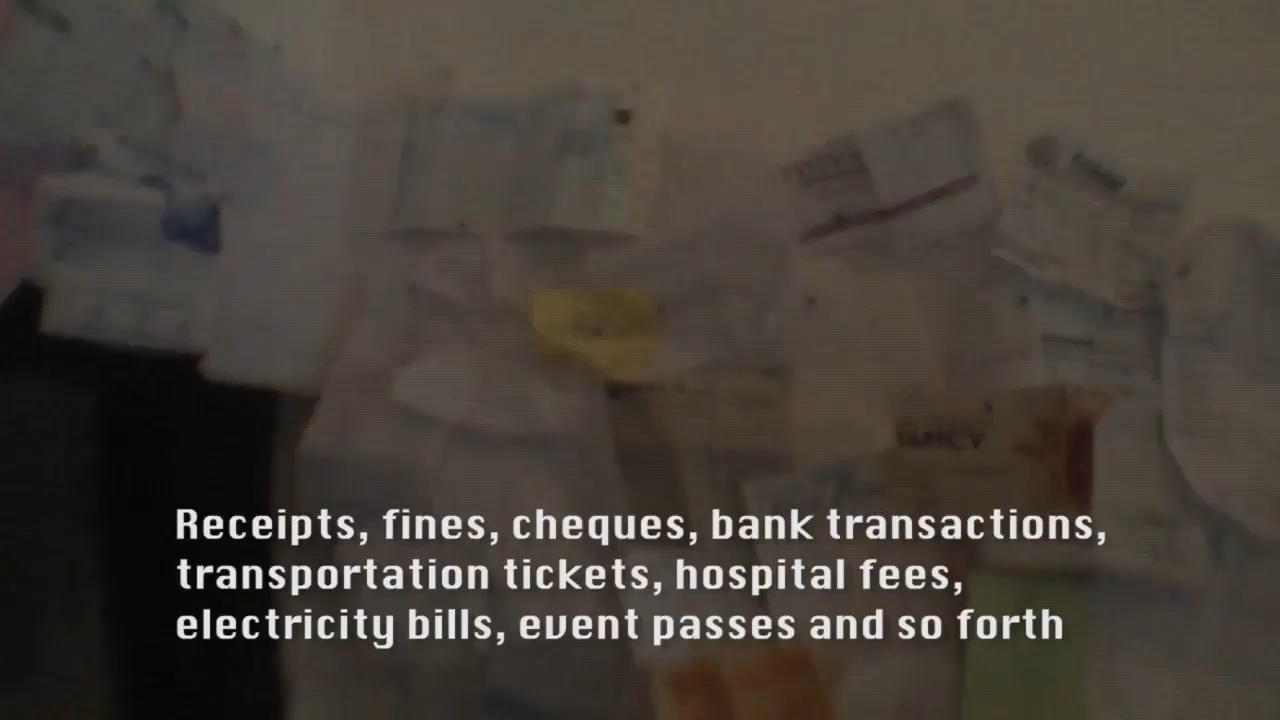 Receipts, fines, cheques, bank transactions,
transportation tickets, hospital fees,
electricity bills, event passes and so forth